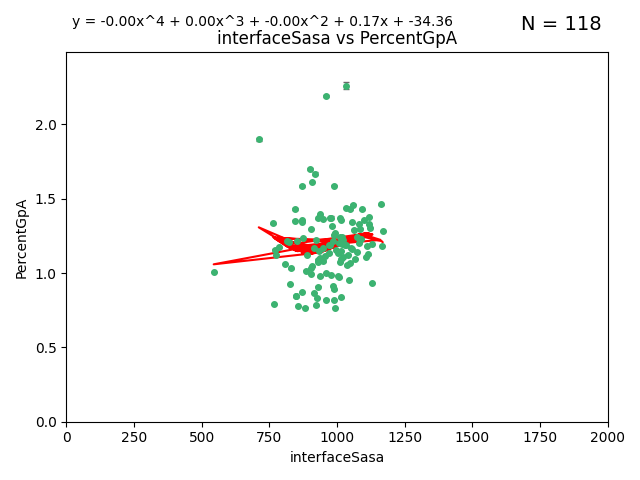 y = -0.00x^4 + 0.00x^3 + -0.00x^2 + 0.17x + -34.36
N = 118
interfaceSasa vs PercentGpA
PercentGpA
2.0
1.5
1.0
0.5
0.0
0 250 500 750 1000 1250 1500 1750 2000
interfaceSasa